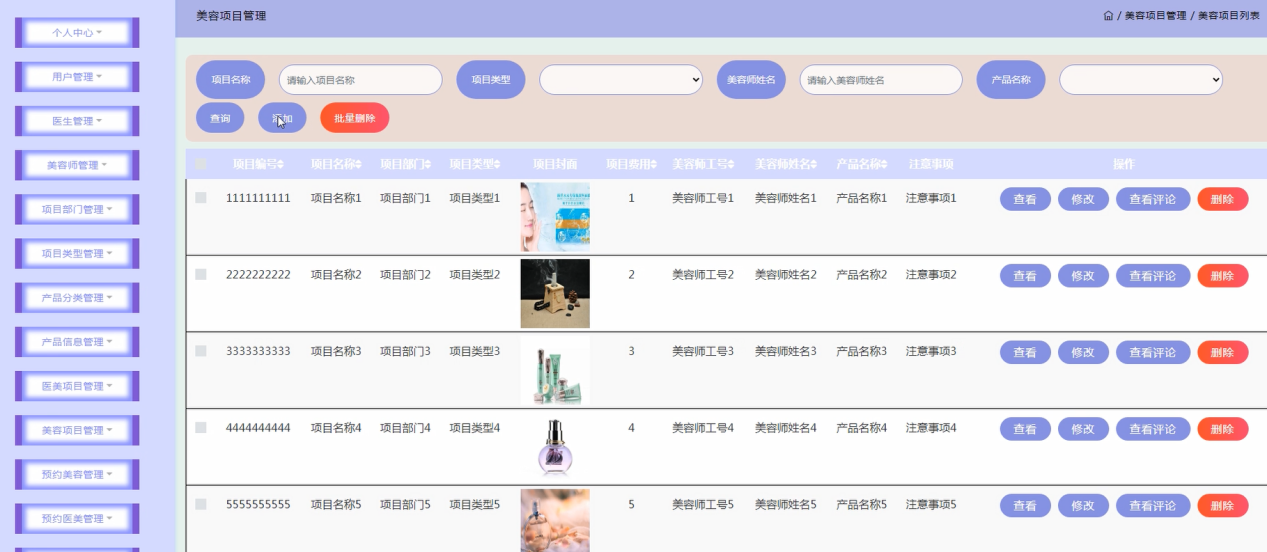 美容项目管理
/ 美容项目管理 / 美容项目列表
个人中心
用户管理
医生管理
美容师管理
项目部门管理
项目类型管理
产品分类管理
产品信息管理
医美项目管理
美容项目管理
预约美容管理
预约医美管理
项目名称 请输入项目名称 项目类型 美容师姓名 请输入美容师姓名 产品名称
查询 添加 批量删除
项目编号 项目名称 项目部门 项目类型 项目封面 项目费用 美容师工号 美容师姓名 产品名称 注意事项 操作
1111111111 项目名称1 项目部门1 项目类型1 1 美容师工号1 美容师姓名1 产品名称1 注意事项1 查看 修改 查看评论 删除
2222222222 项目名称2 项目部门2 项目类型2 2 美容师工号2 美容师姓名2 产品名称2 注意事项2 查看 修改 查看评论 删除
3333333333 项目名称3 项目部门3 项目类型3 3 美容师工号3 美容师姓名3 产品名称3 注意事项3 查看 修改 查看评论 删除
4444444444 项目名称4 项目部门4 项目类型4 4 美容师工号4 美容师姓名4 产品名称4 注意事项4 查看 修改 查看评论 删除
5555555555 项目名称5 项目部门5 项目类型5 5 美容师工号5 美容师姓名5 产品名称5 注意事项5 查看 修改 查看评论 删除